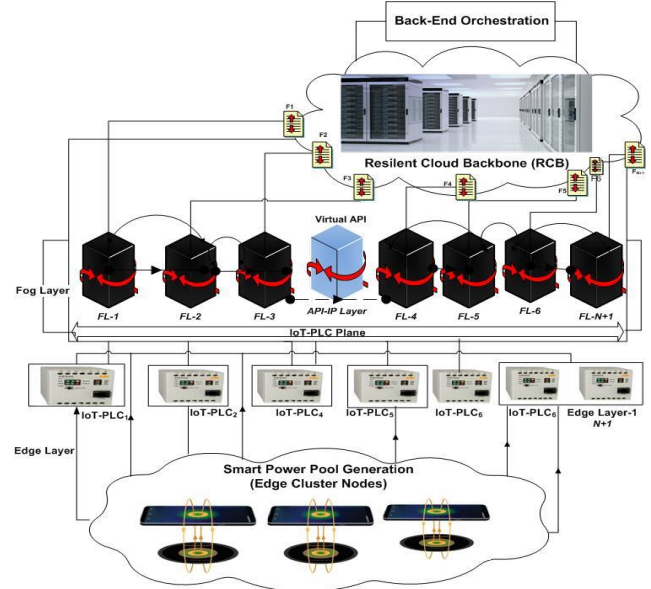 Back-End Orchestration
F1
F2
F3
F4
F5
F6
FN+1
Resilent Cloud Backbone (RCB)
Virtual API
Fog Layer
FL-1
FL-2
FL-3
API-IP Layer
FL-4
FL-5
FL-6
FL-N+1
IoT-PLC Plane
IoT-PLC1
IoT-PLC2
IoT-PLC4
IoT-PLC5
IoT-PLC6
IoT-PLC6
Edge Layer-1
N+1
Edge Layer
Smart Power Pool Generation
(Edge Cluster Nodes)